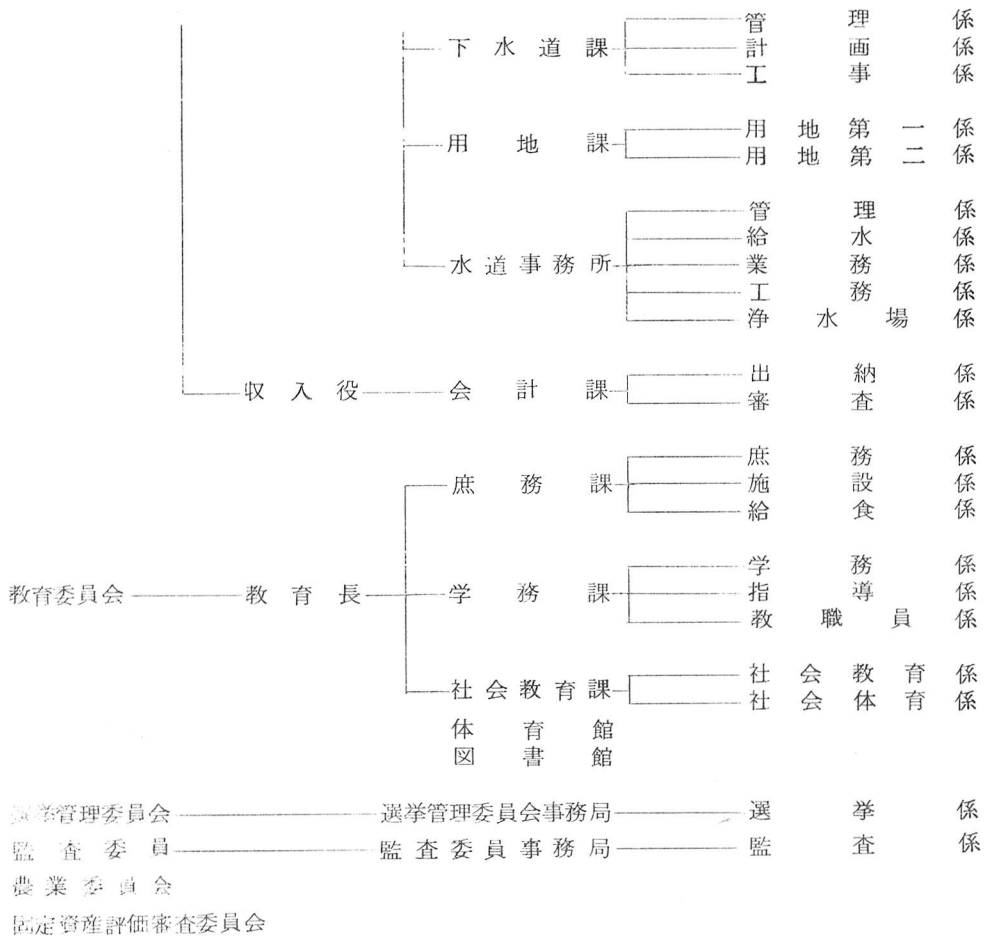 管理係
下水道課 計画係
工事係
用地第一係
用地課
用地第二係
管理係
給水係
水道事務所 業務係
工務係
浄水場係
出納係
収入役 会計課
審査係
庶務係
庶務課 施設係
給食係
学務係
教育委員会 教育長 学務課 指導係
教職員係
社会教育係
社会教育課
社会体育係
体育館
図書館
選挙管理委員会 選挙管理委員会事務局 選挙係
監査委員 監査委員事務局 監査係
農業委員会
固定資産評価審査委員会